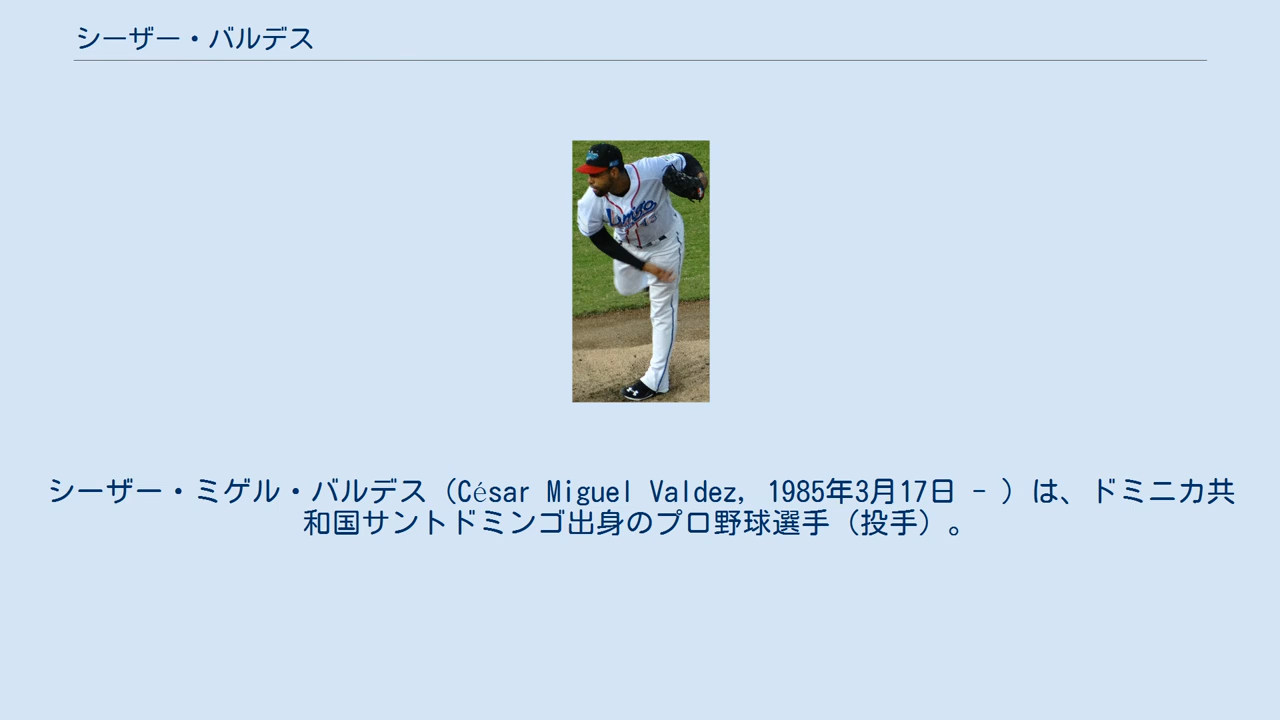 シーザー・バルデス
シーザー・ミゲル・バルデス（César Miguel Valdez, 1985年3月17日 - ）は、ドミニカ共
和国サントドミンゴ出身のプロ野球選手（投手）。